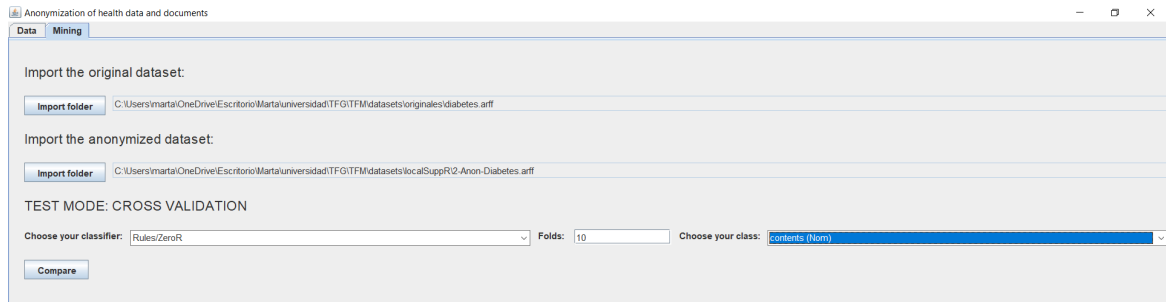 Anonymization of health data and documents
Data Mining
Import the original dataset:
Import folder C:\Users\marta\OneDrive\Escritorio\Marta\universidad\TFG\TFM\datasets\originales\diabetes.arff
Import the anonymized dataset:
Import folder C:\Users\marta\OneDrive\Escritorio\Marta\universidad\TFG\TFM\datasets\localSuppR\2-Anon-Diabetes.arff
TEST MODE: CROSS VALIDATION
Choose your classifier: Rules/ZeroR Folds: 10 Choose your class: contents (Nom)
Compare